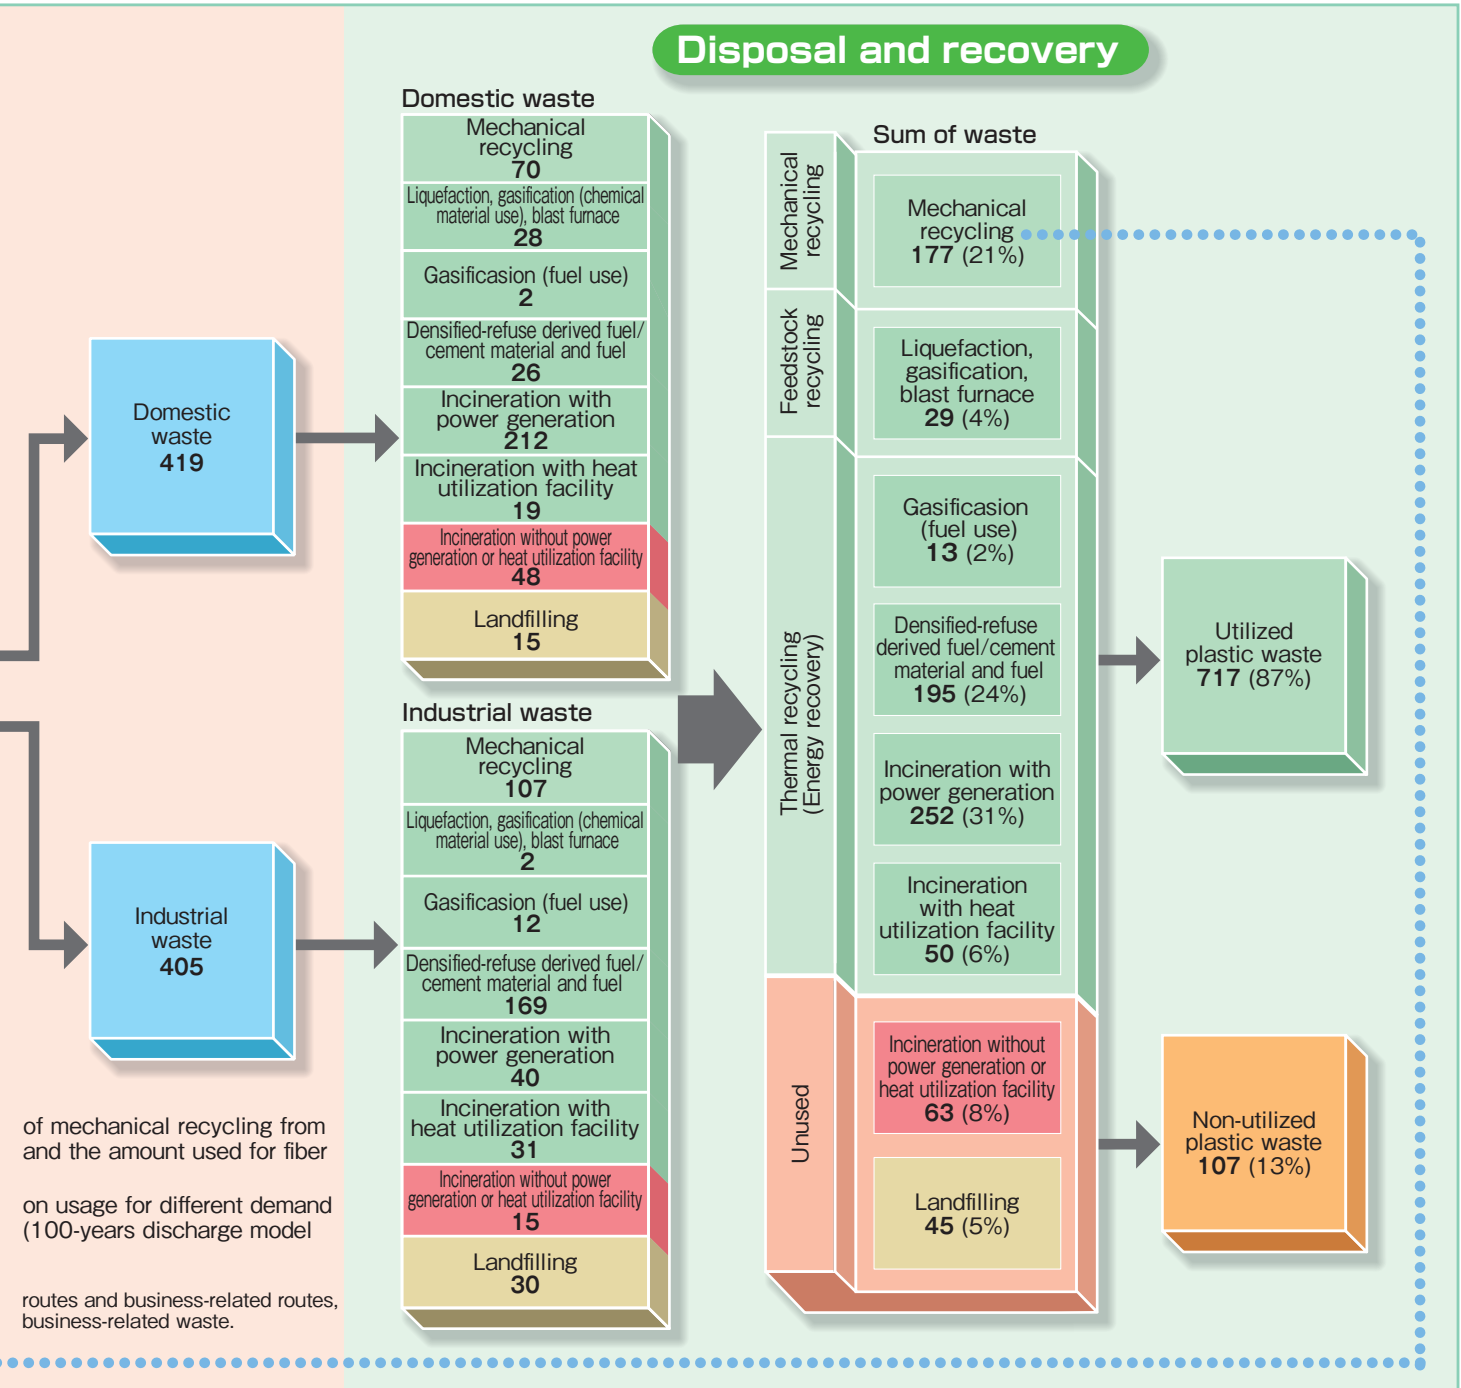 Disposal and recovery
Domestic waste
Mechanical
recycling
70
Liquefaction, gasification (chemical
material use), blast furnace
28
Gasificasion (fuel use)
2
Densified-refuse derived fuel/
cement material and fuel
26
Incineration with
power generation
212
Incineration with heat
utilization facility
19
Incineration without power
generation or heat utilization facility
48
Landfilling
15
Domestic
waste
419
Industrial waste
Mechanical
recycling
107
Liquefaction, gasification (chemical
material use), blast furnace
2
Gasificasion (fuel use)
12
Densified-refuse derived fuel/
cement material and fuel
169
Incineration with
power generation
40
Incineration with
heat utilization facility
31
Incineration without power
generation or heat utilization facility
15
Landfilling
30
Industrial
waste
405
of mechanical recycling from
and the amount used for fiber
on usage for different demand
(100-years discharge model
routes and business-related routes,
business-related waste.
Sum of waste
Mechanical
recycling
Mechanical
recycling
177 (21%)
Feedstock
recycling
Liquefaction,
gasification,
blast furnace
29 (4%)
Thermal recycling
(Energy recovery)
Gasificasion
(fuel use)
13 (2%)
Densified-refuse
derived fuel/cement
material and fuel
195 (24%)
Incineration with
power generation
252 (31%)
Incineration
with heat
utilization facility
50 (6%)
Unused
Incineration without
power generation or
heat utilization facility
63 (8%)
Landfilling
45 (5%)
Utilized
plastic waste
717 (87%)
Non-utilized
plastic waste
107 (13%)